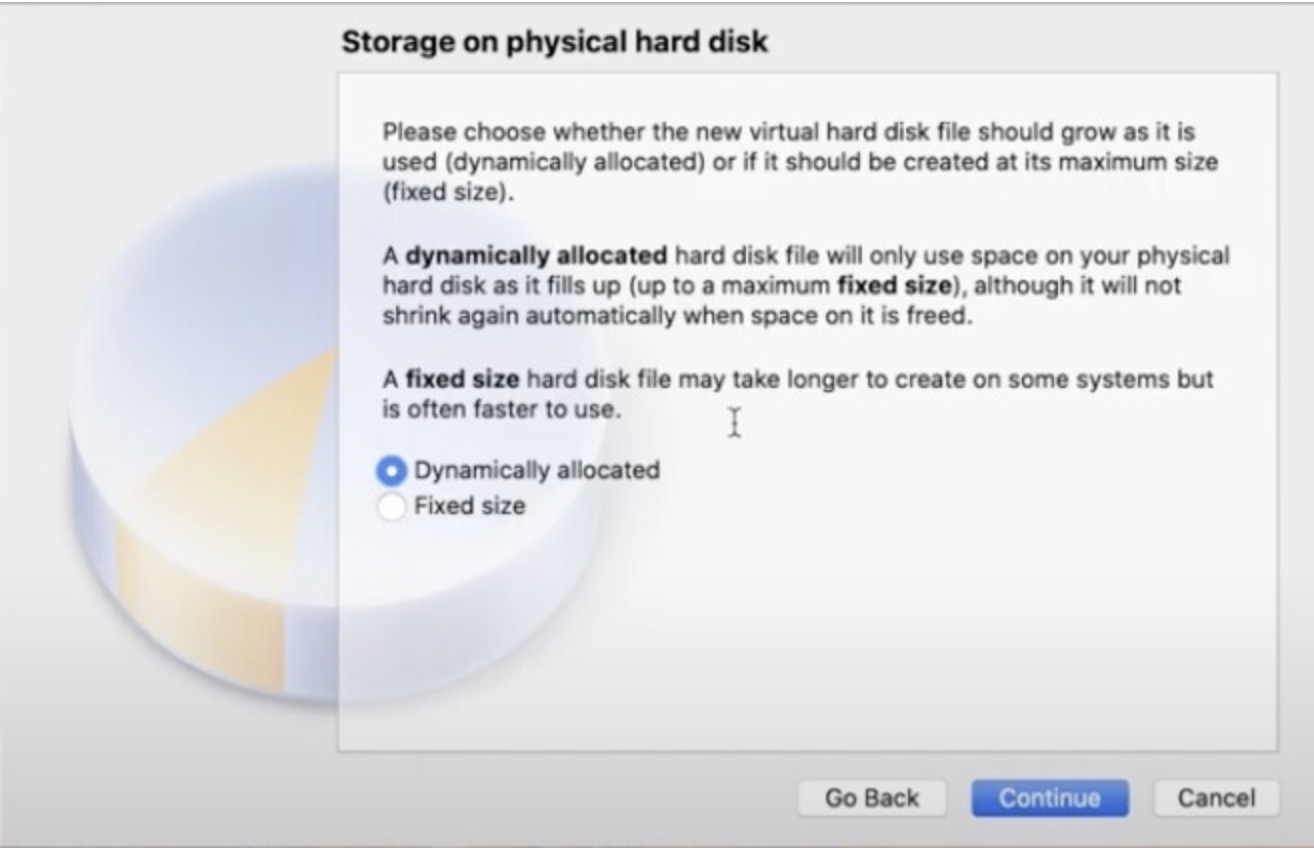 Storage on physical hard disk
Please choose whether the new virtual hard disk file should grow as it is
used (dynamically allocated) or if it should be created at its maximum size
(fixed size).
A dynamically allocated hard disk file will only use space on your physical
hard disk as it fills up (up to a maximum fixed size), although it will not
shrink again automatically when space on it is freed.
A fixed size hard disk file may take longer to create on some systems but
is often faster to use.
Dynamically allocated
Fixed size
Go Back
Continue
Cancel